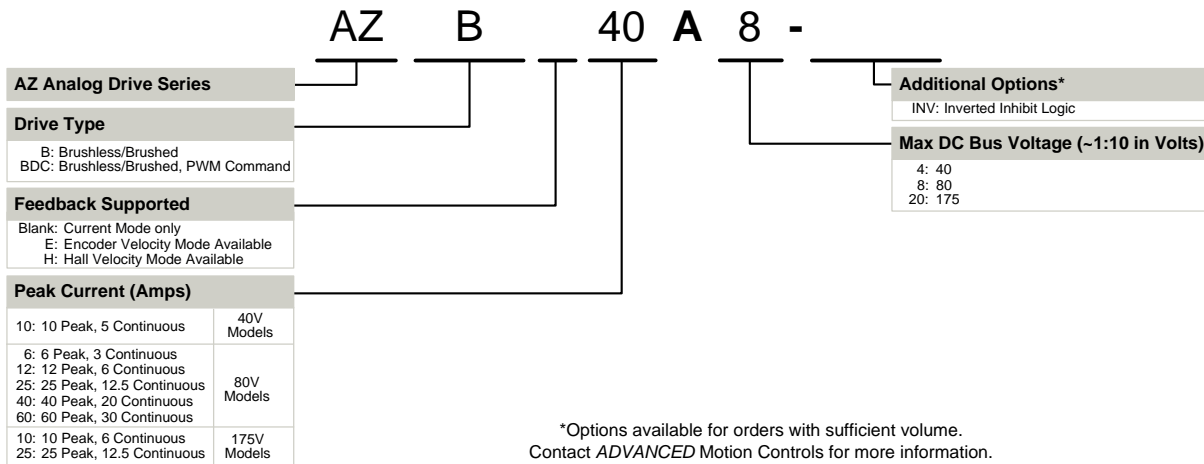 AZ B 40 A 8 -
AZ Analog Drive Series
Drive Type
B: Brushless/Brushed
BDC: Brushless/Brushed, PWM Command
Feedback Supported
Blank: Current Mode only
E: Encoder Velocity Mode Available
H: Hall Velocity Mode Available
Peak Current (Amps)
10: 10 Peak, 5 Continuous
40V
Models
6: 6 Peak, 3 Continuous
12: 12 Peak, 6 Continuous
25: 25 Peak, 12.5 Continuous
40: 40 Peak, 20 Continuous
60: 60 Peak, 30 Continuous
80V
Models
10: 10 Peak, 6 Continuous
25: 25 Peak, 12.5 Continuous
175V
Models
Additional Options*
INV: Inverted Inhibit Logic
Max DC Bus Voltage (~1:10 in Volts)
4: 40
8: 80
20: 175
*Options available for orders with sufficient volume.
Contact ADVANCED Motion Controls for more information.